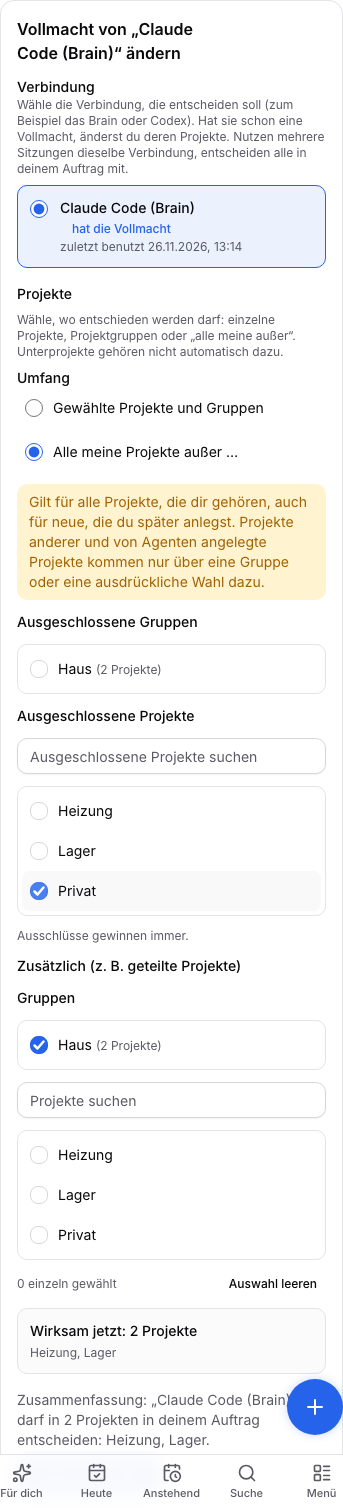 Vollmacht von „Claude
Code (Brain)“ ändern
Verbindung
Wähle die Verbindung, die entscheiden soll (zum
Beispiel das Brain oder Codex). Hat sie schon eine
Vollmacht, änderst du deren Projekte. Nutzen mehrere
Sitzungen dieselbe Verbindung, entscheiden alle in
deinem Auftrag mit.
Claude Code (Brain)
hat die Vollmacht
zuletzt benutzt 26.11.2026, 13:14
Projekte
Wähle, wo entschieden werden darf: einzelne
Projekte, Projektgruppen oder „alle meine außer“.
Unterprojekte gehören nicht automatisch dazu.
Umfang
Gewählte Projekte und Gruppen
Alle meine Projekte außer …
Gilt für alle Projekte, die dir gehören, auch
für neue, die du später anlegst. Projekte
anderer und von Agenten angelegte
Projekte kommen nur über eine Gruppe
oder eine ausdrückliche Wahl dazu.
Ausgeschlossene Gruppen
Haus (2 Projekte)
Ausgeschlossene Projekte
Ausgeschlossene Projekte suchen
Heizung
Lager
Privat
Ausschlüsse gewinnen immer.
Zusätzlich (z. B. geteilte Projekte)
Gruppen
Haus (2 Projekte)
Projekte suchen
Heizung
Lager
Privat
0 einzeln gewählt Auswahl leeren
Wirksam jetzt: 2 Projekte
Heizung, Lager
Zusammenfassung: „Claude Code (Brain)
darf in 2 Projekten in deinem Auftrag
entscheiden: Heizung, Lager.
Für dich Heute Anstehend Suche Menü